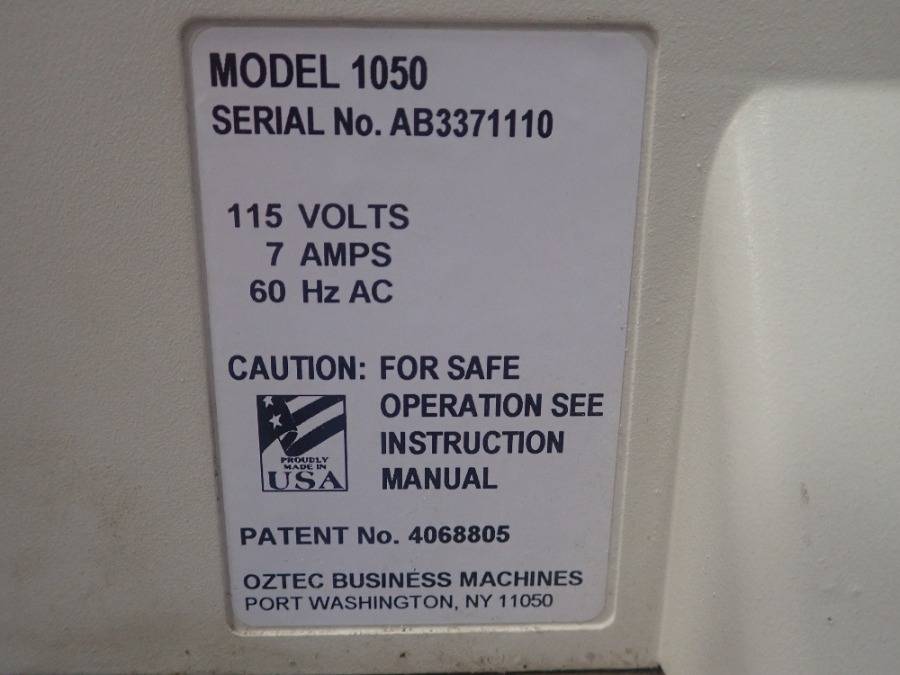 MODEL 1050
SERIAL No. AB3371110
115 VOLTS
7 AMPS
60 Hz AC
CAUTION: FOR SAFE
OPERATION SEE
INSTRUCTION
MANUAL
PROUDLY
MADE IN
USA
PATENT No. 4068805
OZTEC BUSINESS MACHINES
PORT WASHINGTON, NY 11050